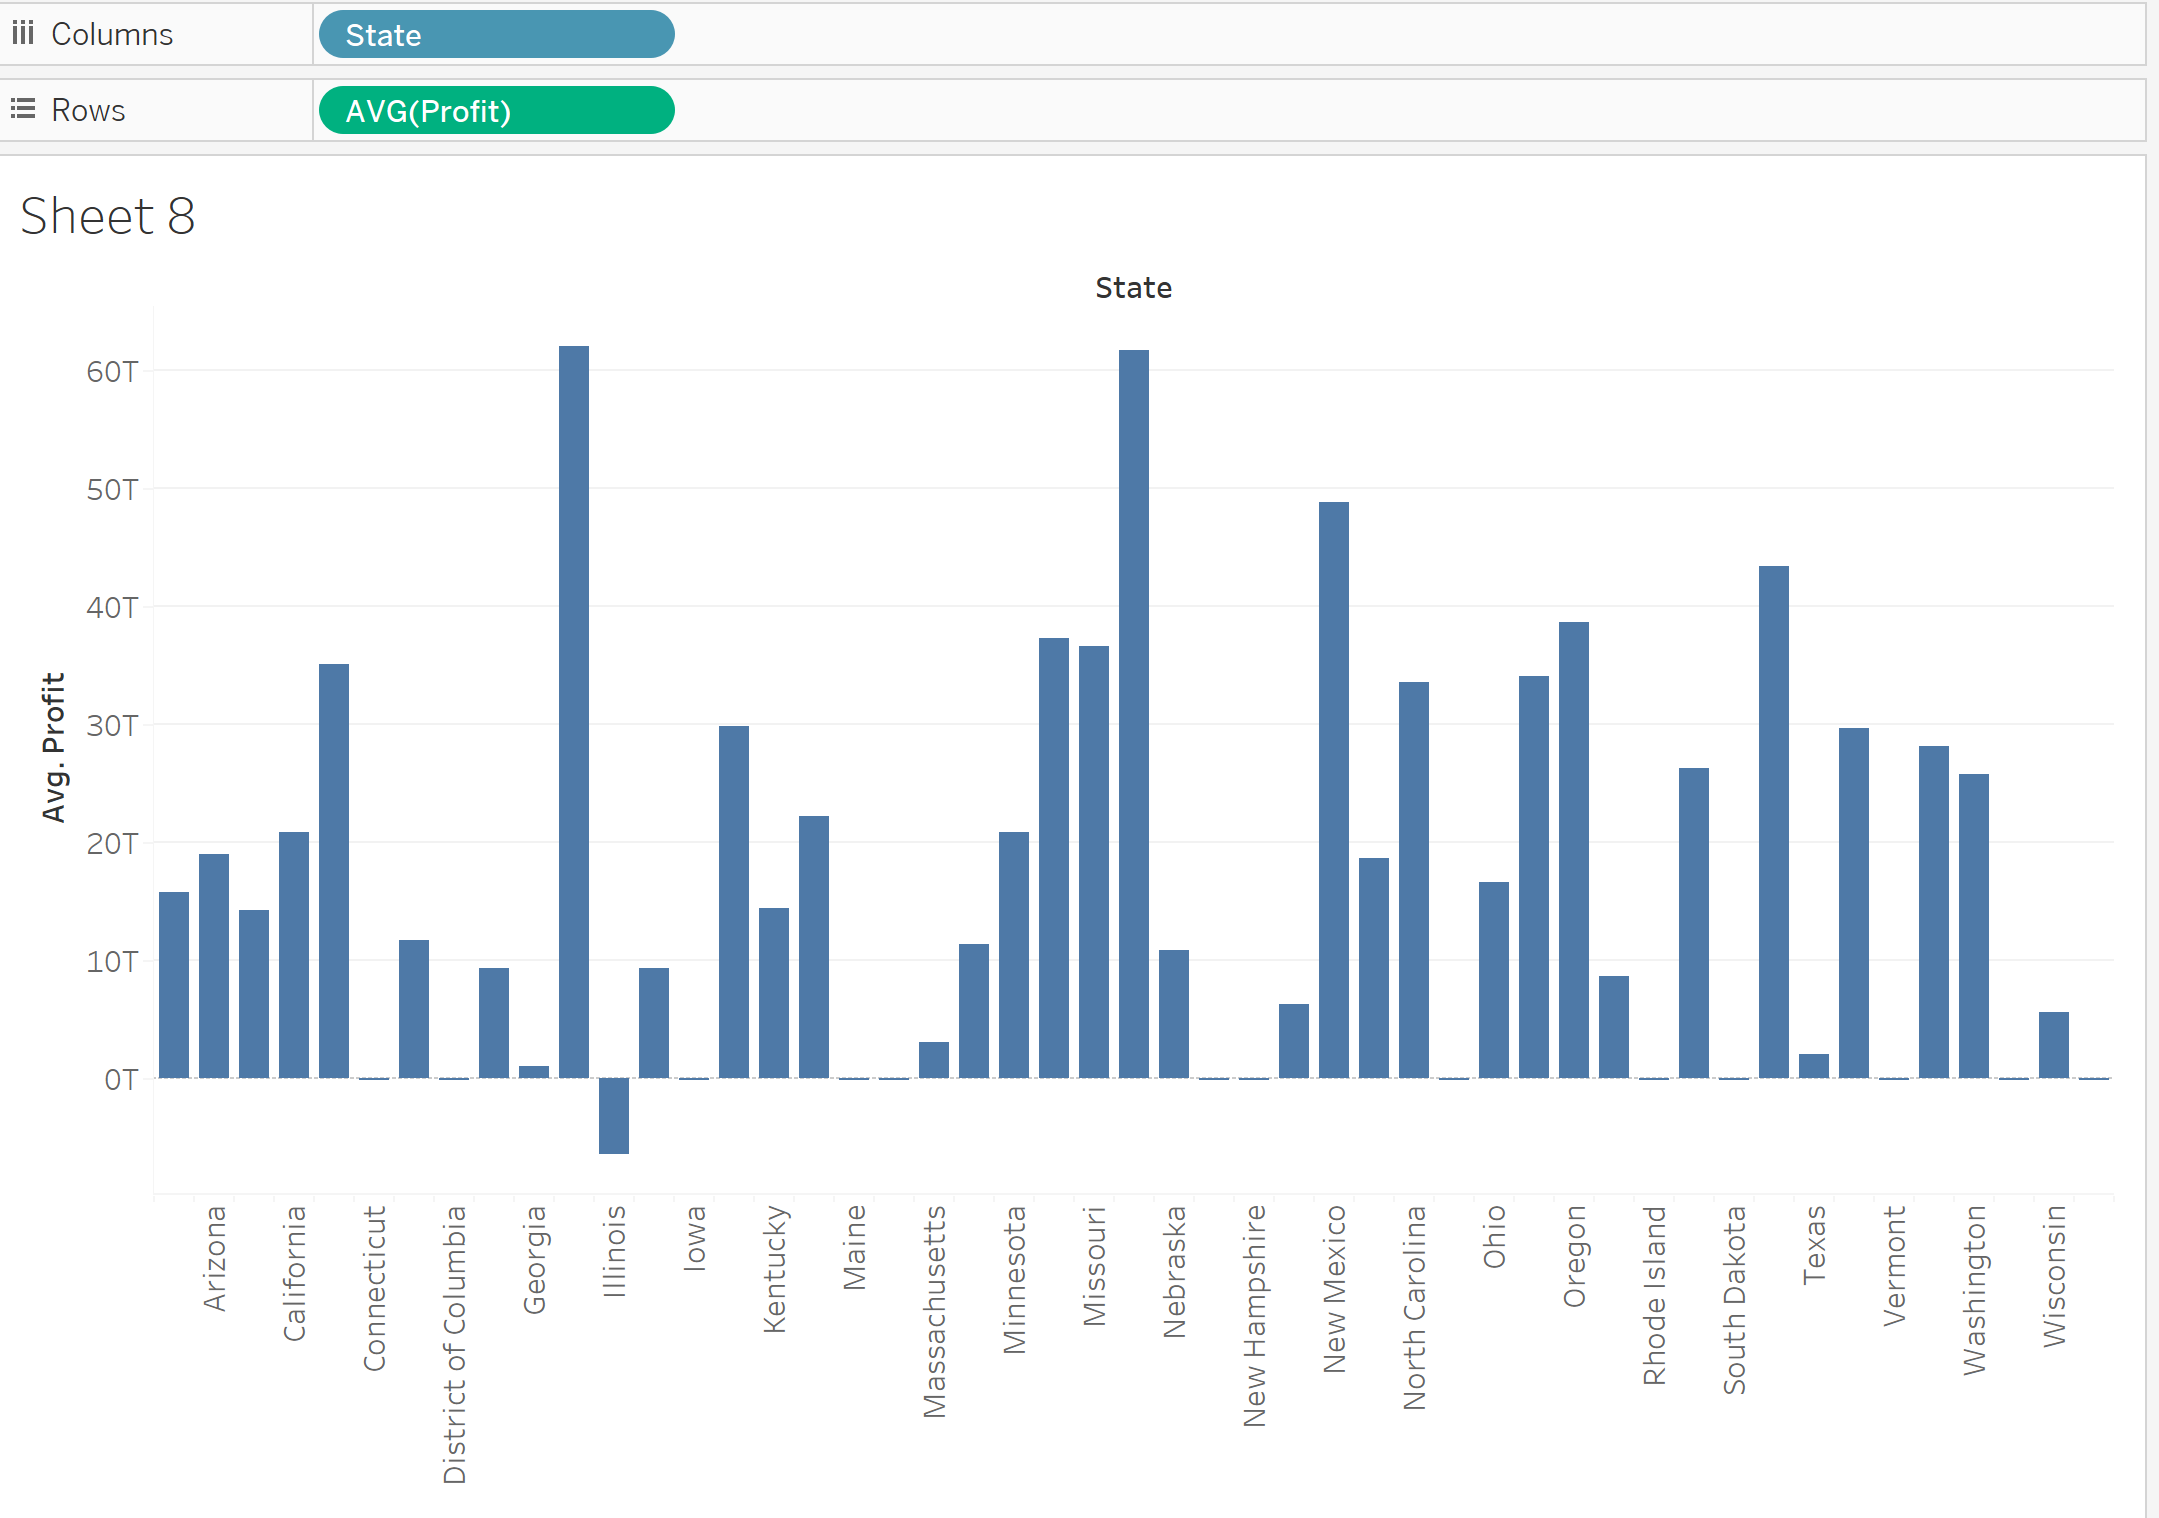 Columns
State
Rows
AVG(Profit)
Sheet 8
State
Avg. Profit
60T
50T
40T
30T
20T
10T
0T
Arizona
California
Connecticut
District of Columbia
Georgia
Illinois
Iowa
Kentucky
Maine
Massachusetts
Minnesota
Missouri
Nebraska
New Hampshire
New Mexico
North Carolina
Ohio
Oregon
Rhode Island
South Dakota
Texas
Vermont
Washington
Wisconsin